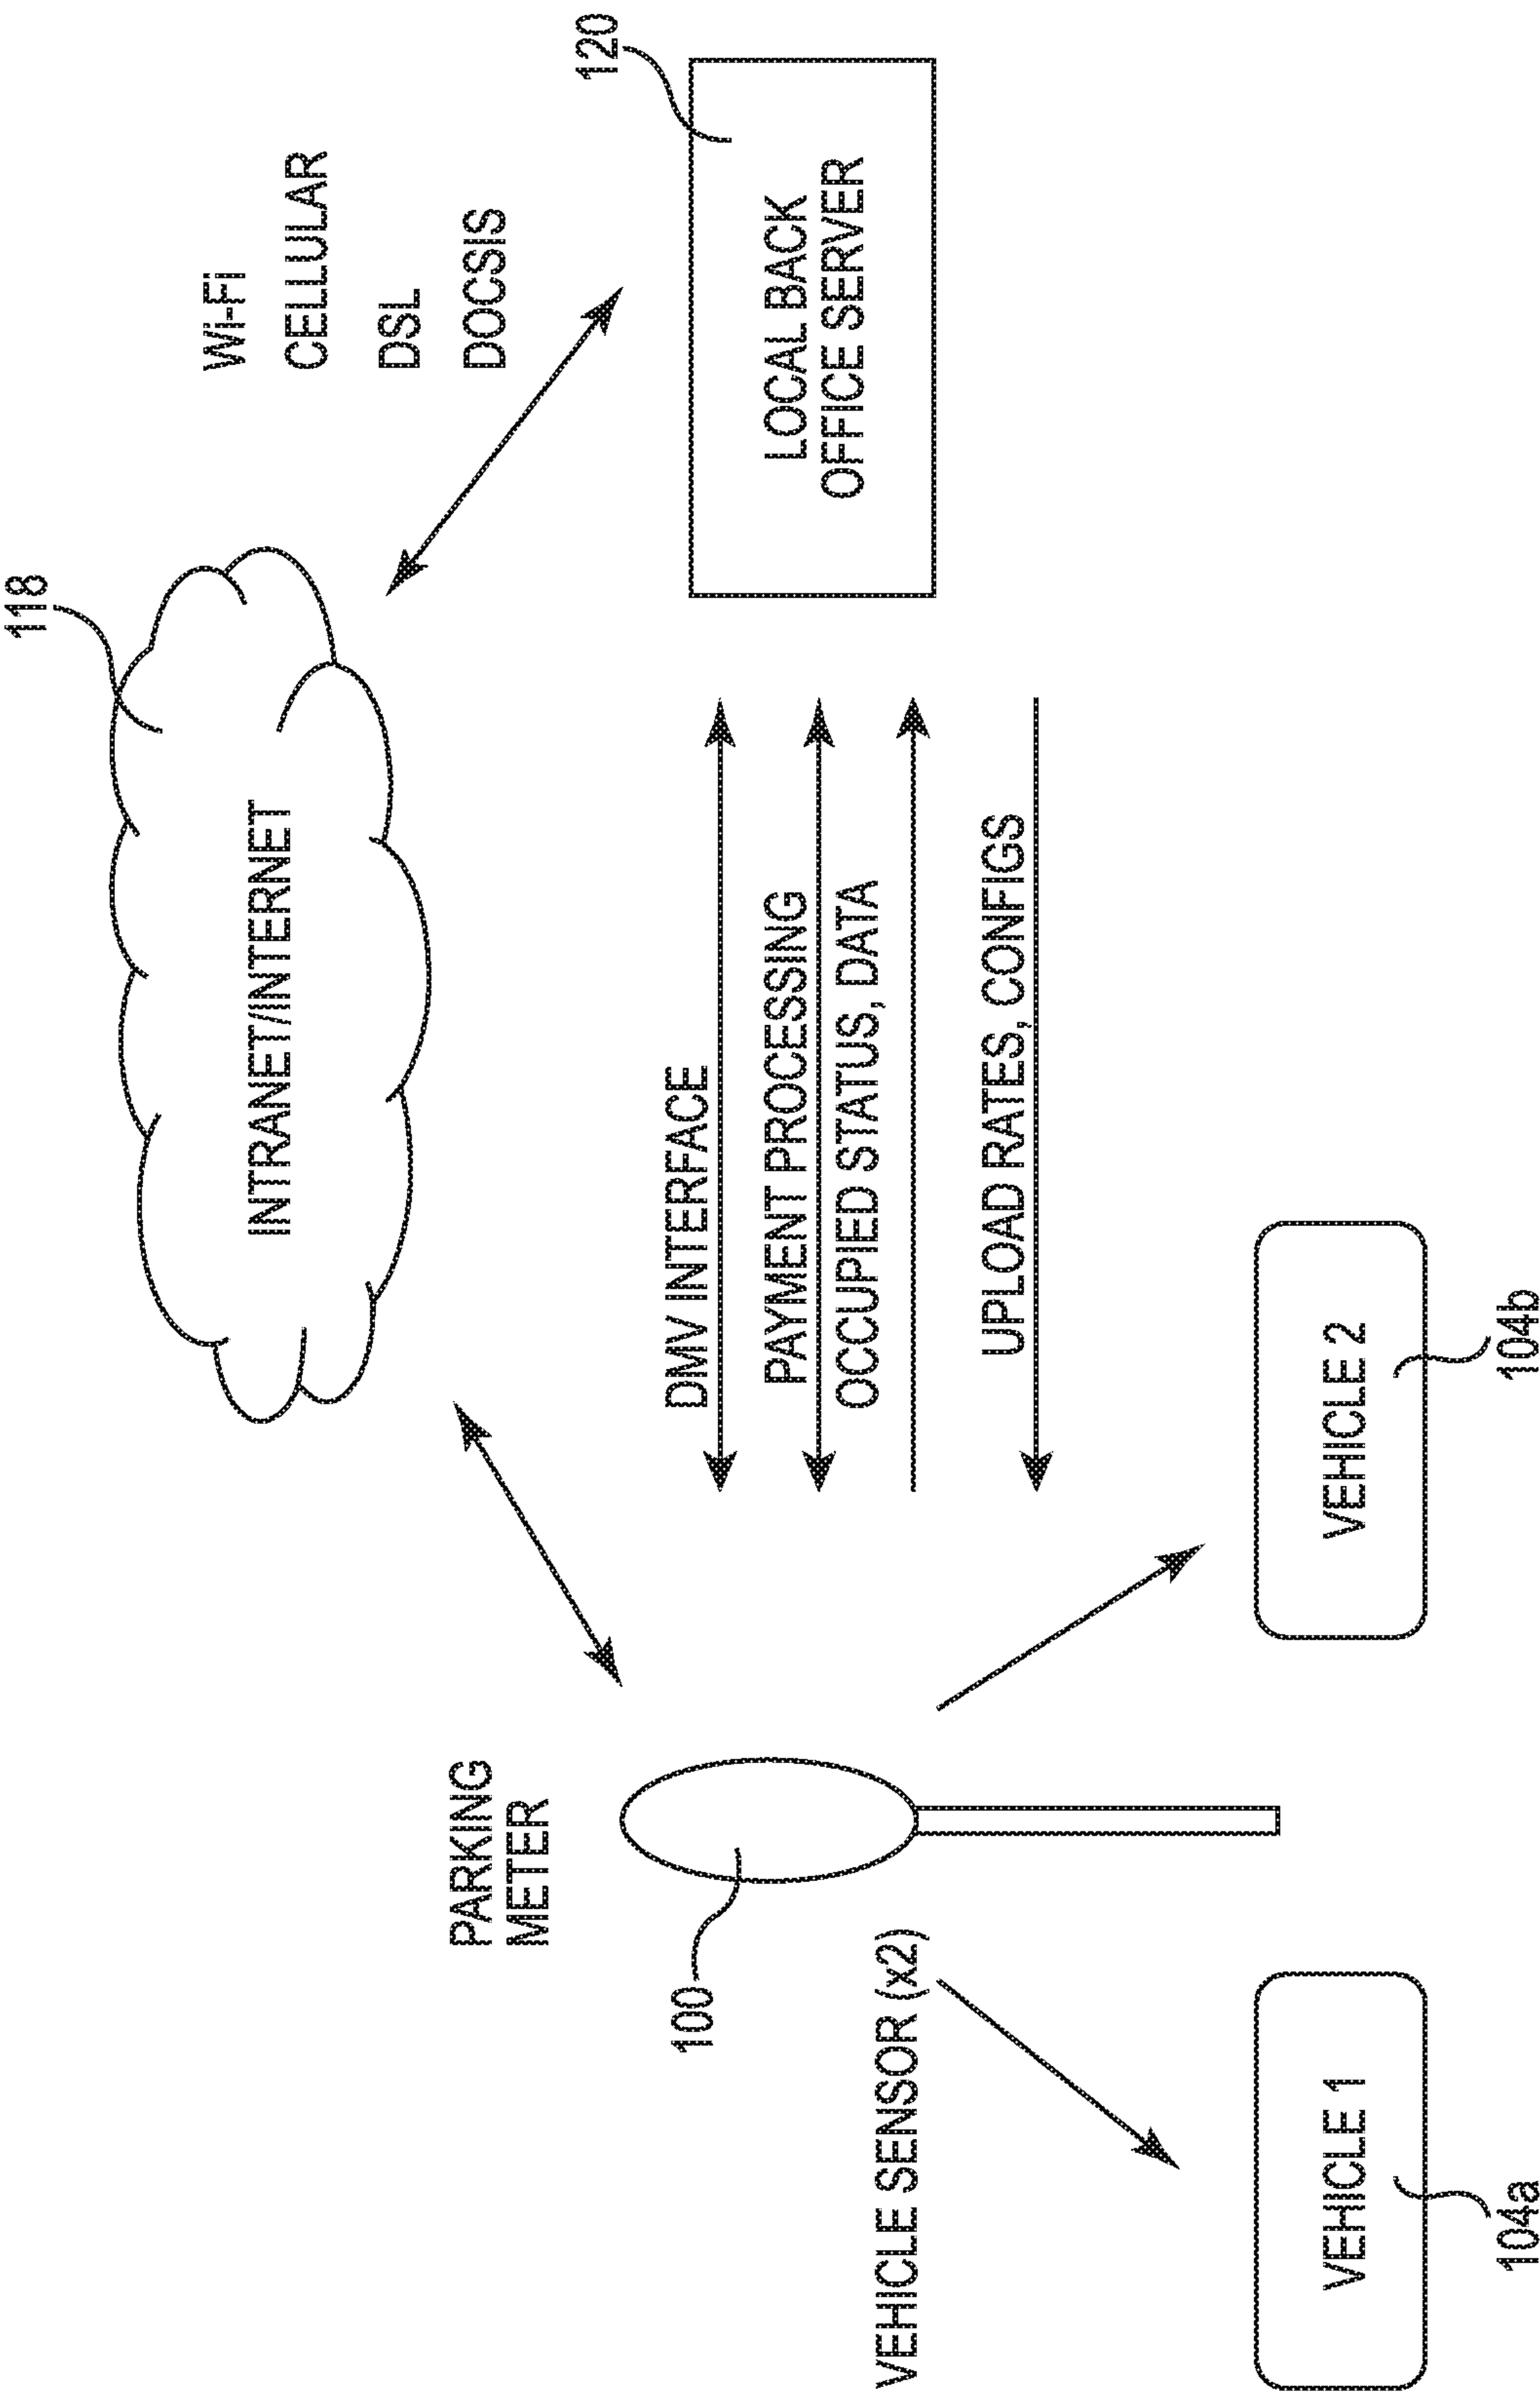 118
WI-FI
CELLULAR
DSL
DOCSIS
INTRANET/INTERNET
120
PARKING
METER
100
DMV INTERFACE
PAYMENT PROCESSING
OCCUPIED STATUS, DATA
UPLOAD RATES, CONFIGS
LOCAL BACK
OFFICE SERVER
VEHICLE SENSOR (x2)
VEHICLE 1
VEHICLE 2
104a
104b